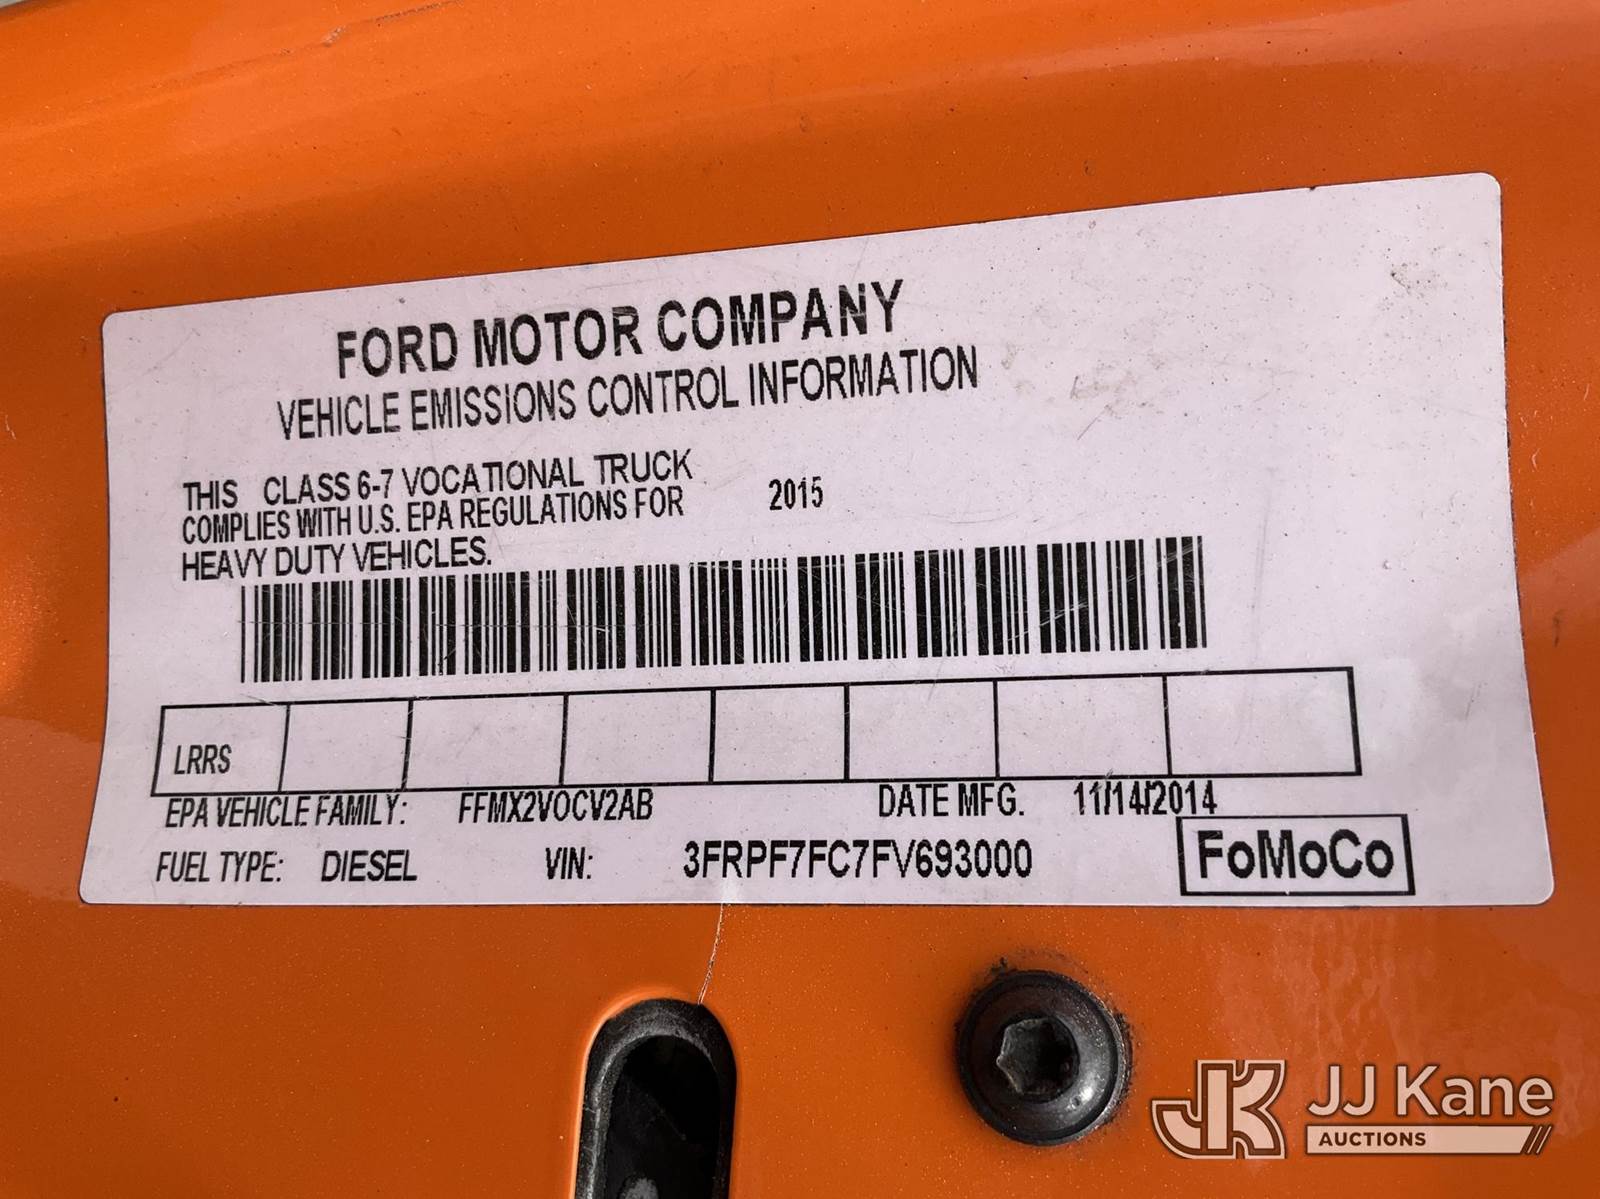 FORD MOTOR COMPANY
VEHICLE EMISSIONS CONTROL INFORMATION
THIS CLASS 6-7 VOCATIONAL TRUCK
COMPLIES WITH U.S. EPA REGULATIONS FOR 2015
HEAVY DUTY VEHICLES.
LRRS
EPA VEHICLE FAMILY: FFMX2VOCV2AB DATE MFG. 11/14/2014
FUEL TYPE: DIESEL VIN: 3FRPF7FC7FV693000 FoMoCo
JK JJ Kane
AUCTIONS